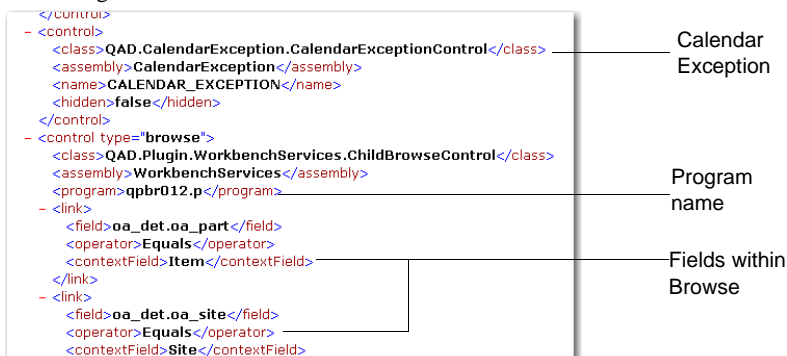 </control>
– <control>
<class>QAD.CalendarException.CalendarExceptionControl</class>
<assembly>CalendarException</assembly>
<name>CALENDAR_EXCEPTION</name>
<hidden>false</hidden>
</control>
– <control type="browse">
<class>QAD.Plugin.WorkbenchServices.ChildBrowseControl</class>
<assembly>WorkbenchServices</assembly>
<program>qpbr012.p</program>
– <link>
<field>oa_det.oa_part</field>
<operator>Equals</operator>
<contextField>Item</contextField>
</link>
– <link>
<field>oa_det.oa_site</field>
<operator>Equals</operator>
<contextField>Site</contextField>
Calendar
Exception
Program
name
Fields within
Browse